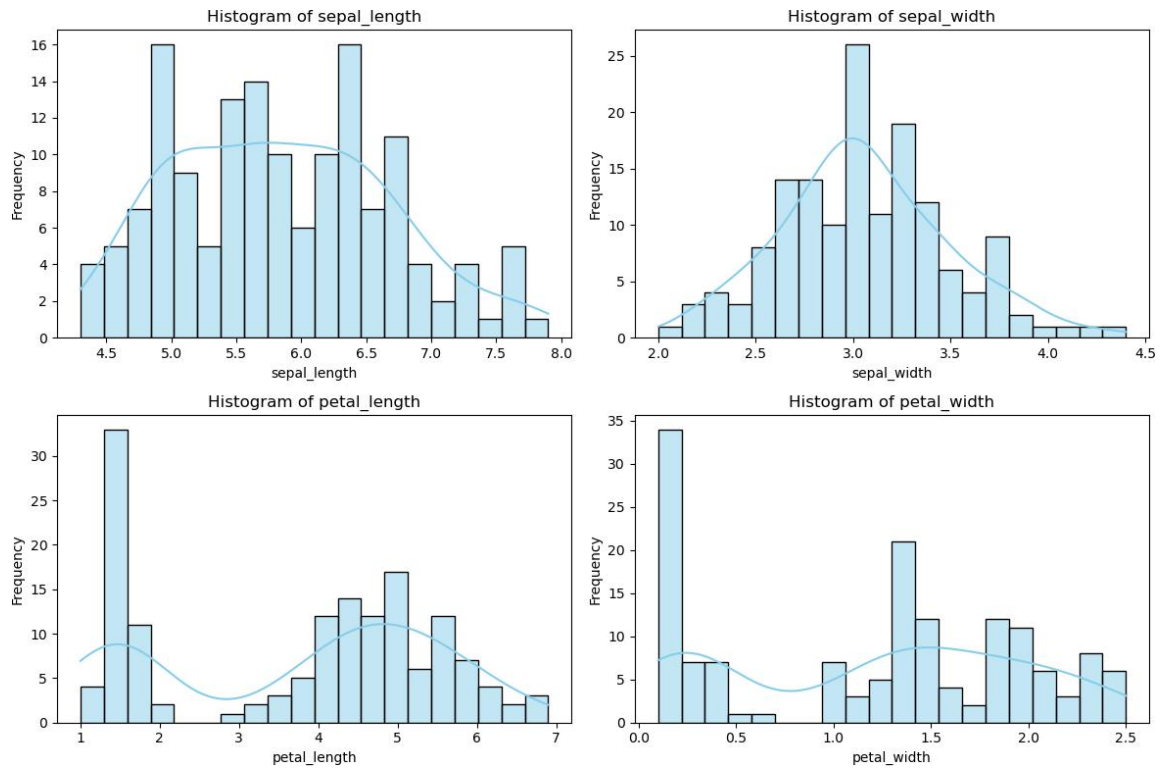 Histogram of sepal_length
16
14
12
10
8
6
4
2
0
Frequency
4.5 5.0 5.5 6.0 6.5 7.0 7.5 8.0
sepal_length
Histogram of sepal_width
25
20
15
10
5
0
Frequency
2.0 2.5 3.0 3.5 4.0 4.5
sepal_width
Histogram of petal_length
30
25
20
15
10
5
0
Frequency
1 2 3 4 5 6 7
petal_length
Histogram of petal_width
35
30
25
20
15
10
5
0
Frequency
0.0 0.5 1.0 1.5 2.0 2.5
petal_width